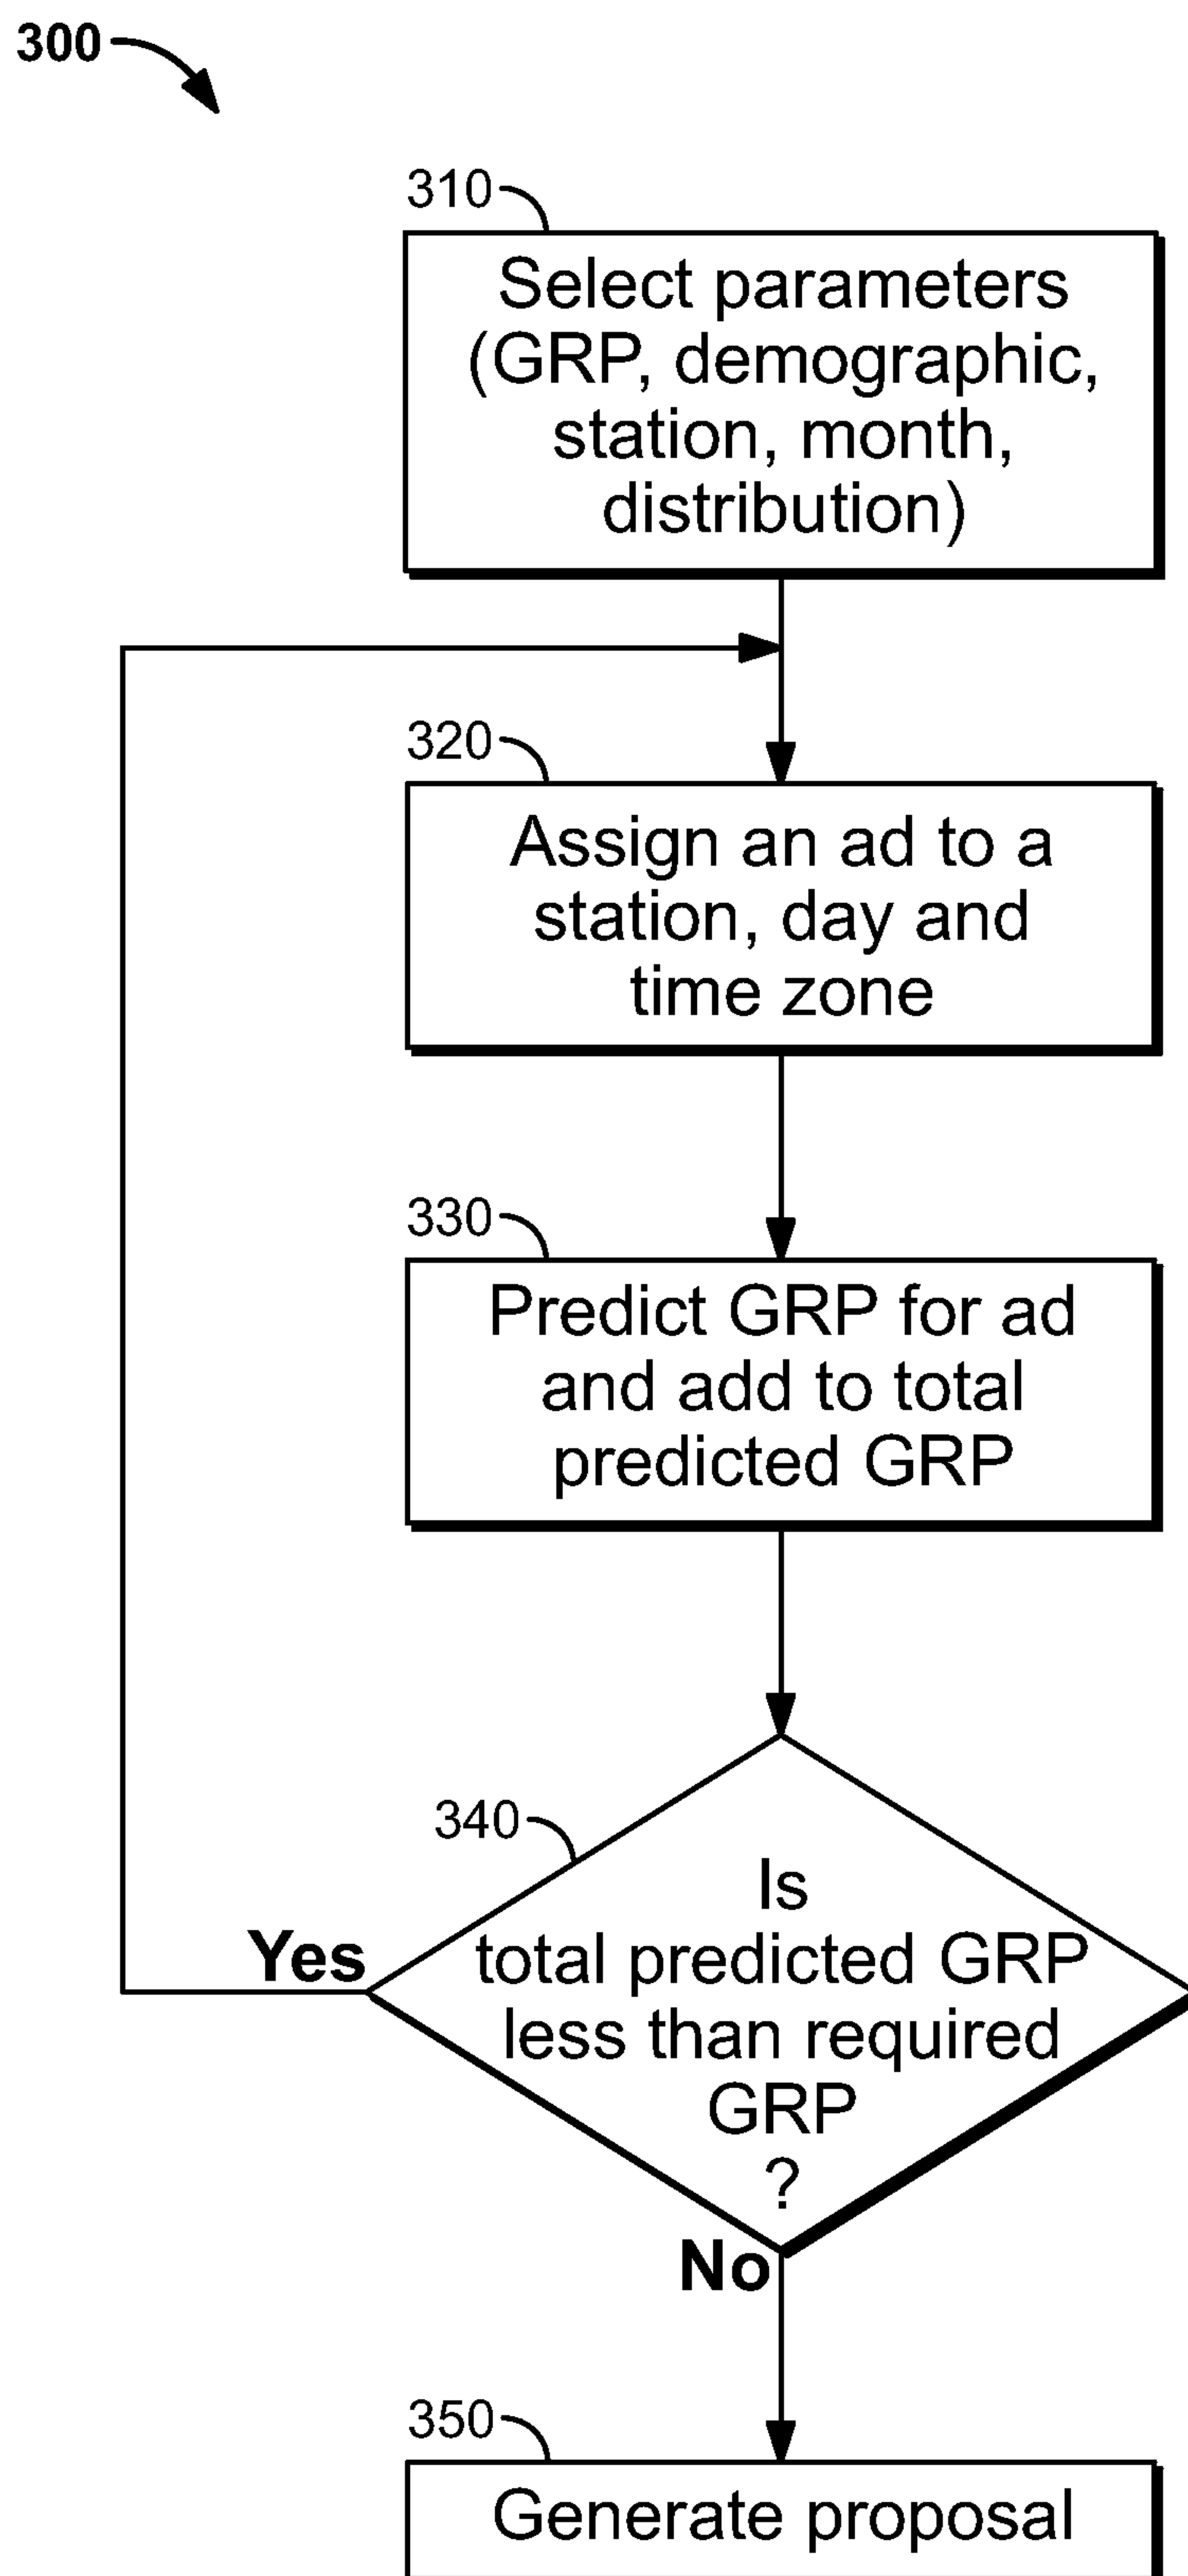 300
310
Select parameters
(GRP, demographic,
station, month,
distribution)
320
Assign an ad to a
station, day and
time zone
330
Predict GRP for ad
and add to total
predicted GRP
340
Is
total predicted GRP
less than required
GRP
?
Yes
No
350
Generate proposal